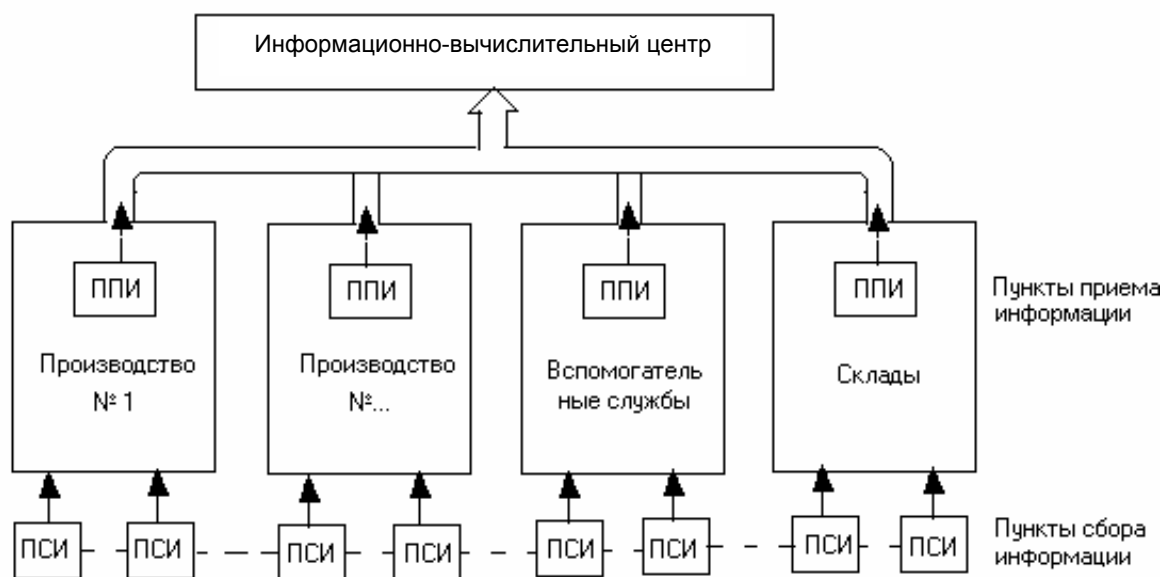 Информационно-вычислительный центр
ППИ ППИ ППИ ППИ
Пункты приема
информации
Производство
№ 1
Производство
№...
Вспомогатель
ные службы
Склады
ПСИ ПСИ ПСИ ПСИ ПСИ ПСИ ПСИ ПСИ
Пункты сбора
информации